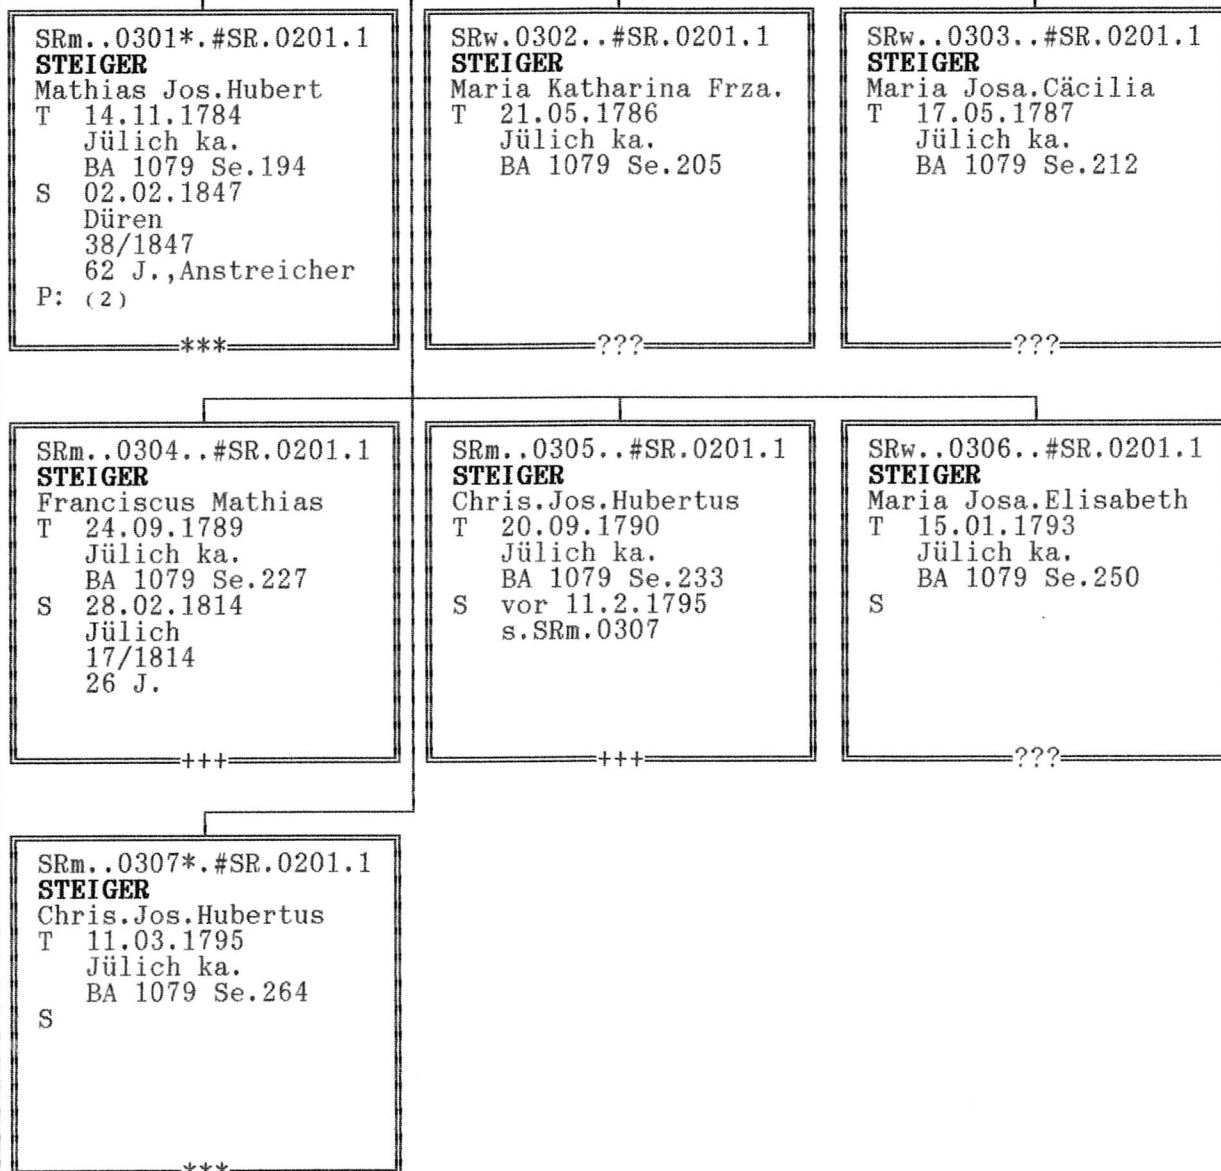 SRm..0301*.#SR.0201.1
STEIGER
Mathias Jos.Hubert
T 14.11.1784
Jülich ka.
BA 1079 Se.194
S 02.02.1847
Düren
38/1847
62 J.,Anstreicher
P: (2)
***
SRw.0302..#SR.0201.1
STEIGER
Maria Katharina Frza.
T 21.05.1786
Jülich ka.
BA 1079 Se.205
???
SRw..0303..#SR.0201.1
STEIGER
Maria Josa.Cäcilia
T 17.05.1787
Jülich ka.
BA 1079 Se.212
???
SRm..0304..#SR.0201.1
STEIGER
Franciscus Mathias
T 24.09.1789
Jülich ka.
BA 1079 Se.227
S 28.02.1814
Jülich
17/1814
26 J.
+++
SRm..0305..#SR.0201.1
STEIGER
Chris.Jos.Hubertus
T 20.09.1790
Jülich ka.
BA 1079 Se.233
S vor 11.2.1795
s.SRm.0307
+++
SRw..0306..#SR.0201.1
STEIGER
Maria Josa.Elisabeth
T 15.01.1793
Jülich ka.
BA 1079 Se.250
S
???
SRm..0307*.#SR.0201.1
STEIGER
Chris.Jos.Hubertus
T 11.03.1795
Jülich ka.
BA 1079 Se.264
S
***